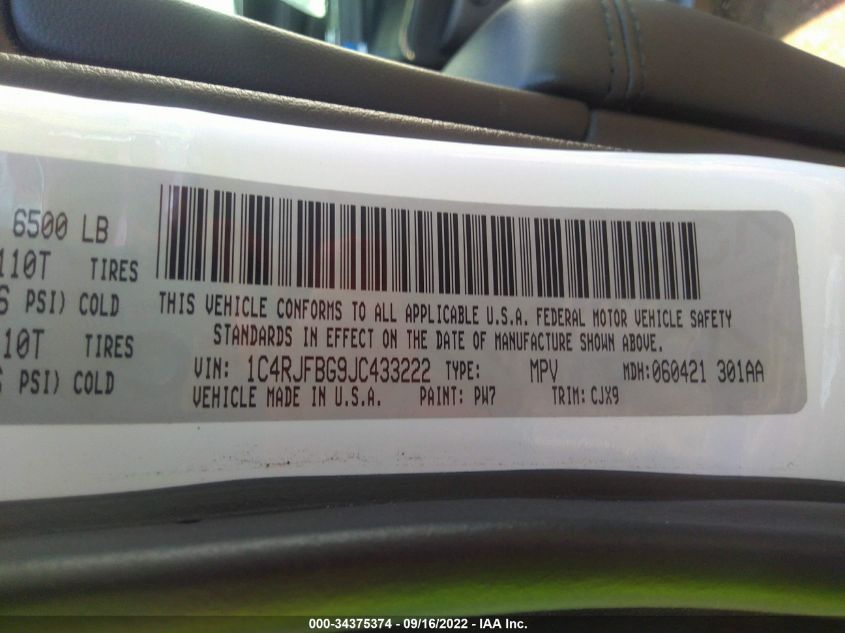 6500 LB
110T TIRES
PSI) COLD
10T TIRES
PSI) COLD
THIS VEHICLE CONFORMS TO ALL APPLICABLE U.S.A. FEDERAL MOTOR VEHICLE SAFETY
STANDARDS IN EFFECT ON THE DATE OF MANUFACTURE SHOWN ABOVE.
VIN: 1C4RJFBG9JC433222 TYPE: MPV MDH:060421 301AA
VEHICLE MADE IN U.S.A. PAINT: PW7 TRIM: CJX9
000-34375374 - 09/16/2022 - IAA Inc.